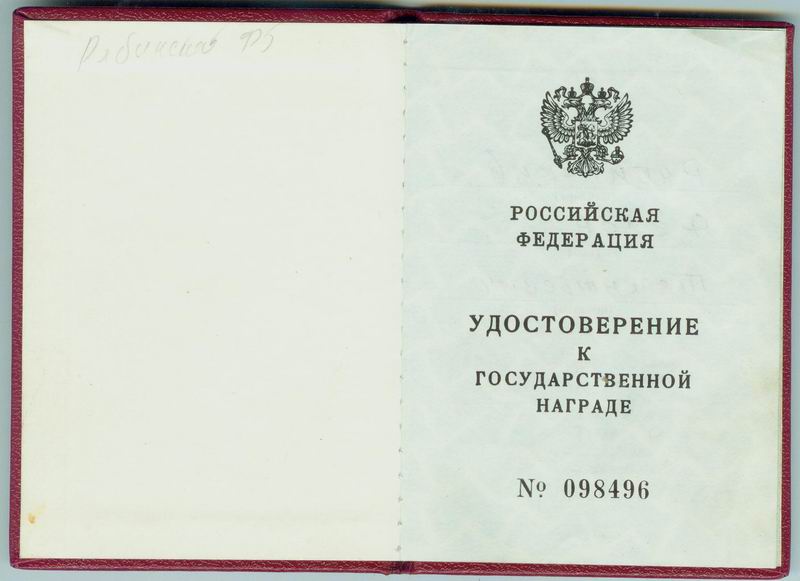 РОССИЙСКАЯ
ФЕДЕРАЦИЯ
УДОСТОВЕРЕНИЕ
К
ГОСУДАРСТВЕННОЙ
НАГРАДЕ
№ 098496